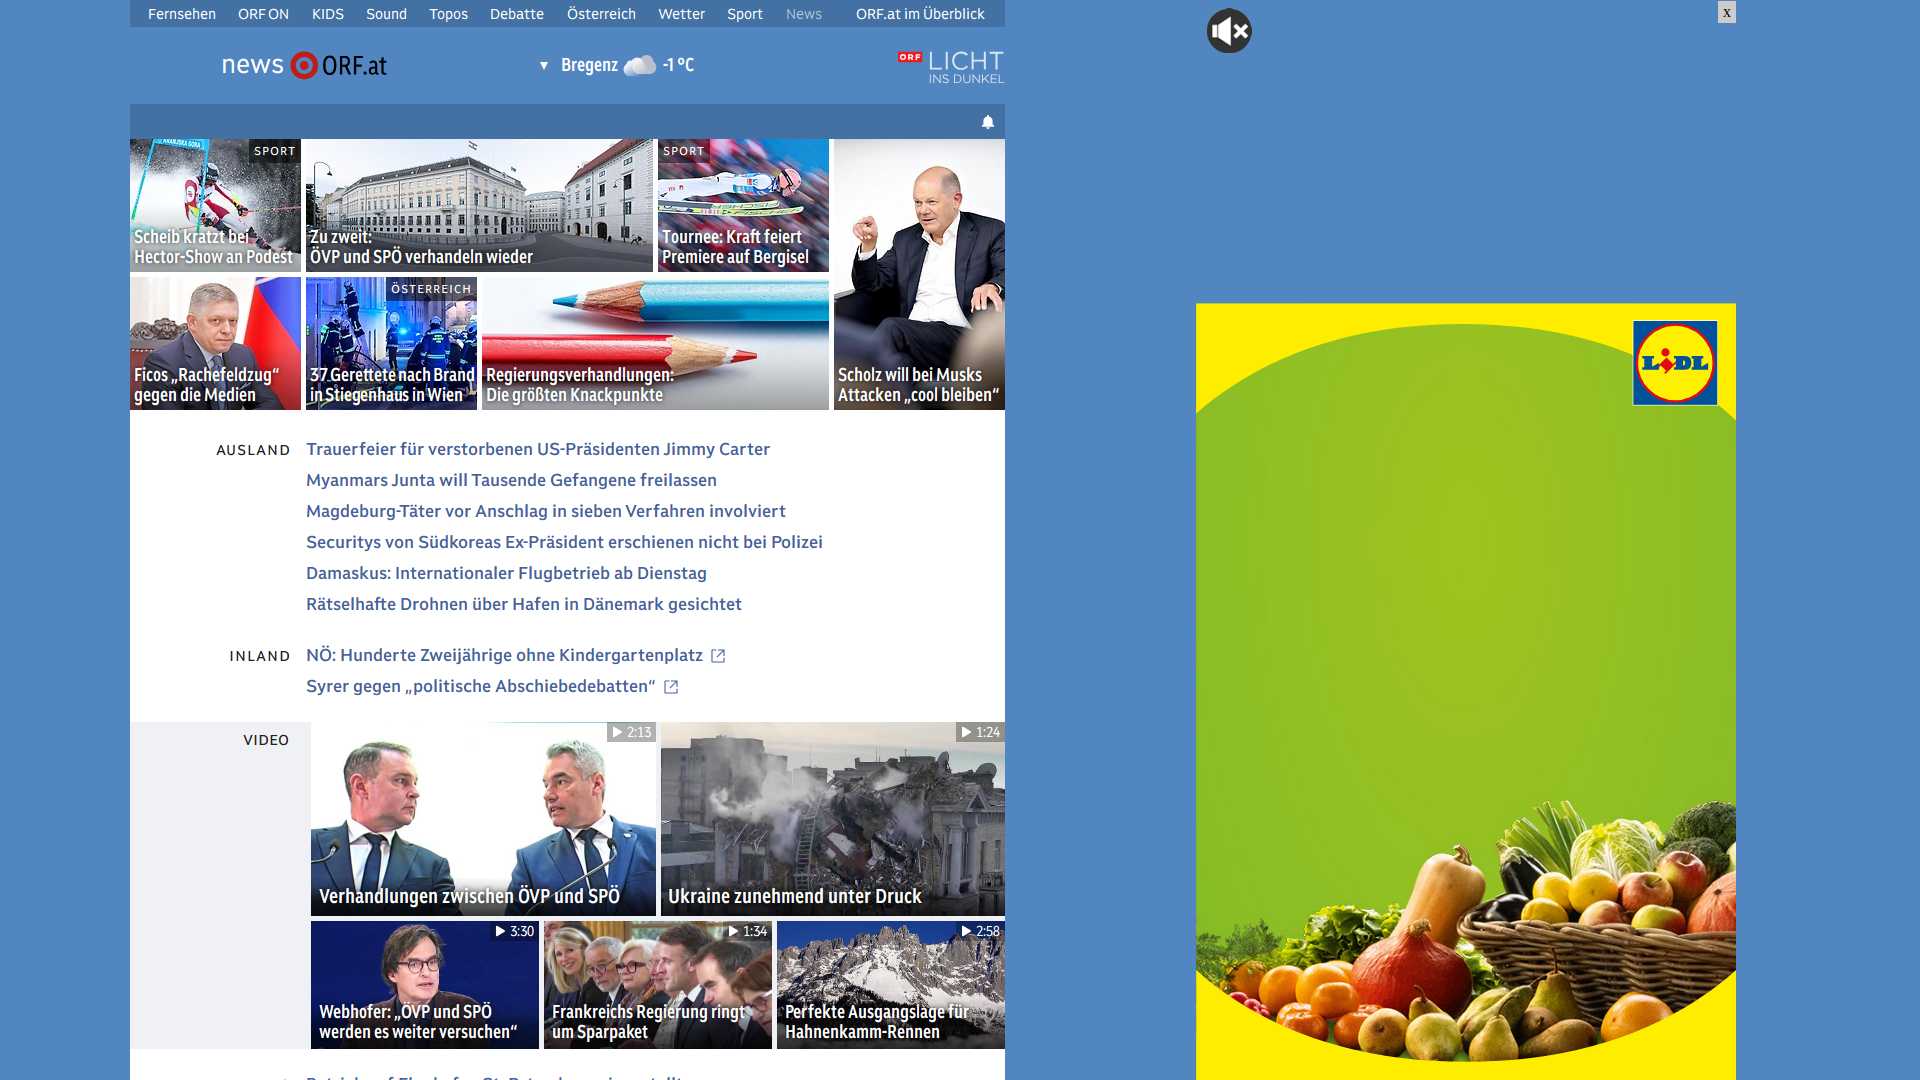 Fernsehen ORF ON KIDS Sound Topos Debatte Österreich Wetter Sport News ORF.at im Überblick
x
news ORF.at
Bregenz -1 °C
ORF LICHT
INS DUNKEL
SPORT
Scheib kratzt bei
Hector-Show an Podest
Zu zweit:
ÖVP und SPÖ verhandeln wieder
SPORT
Tournee: Kraft feiert
Premiere auf Bergisel
Scholz will bei Musks
Attacken „cool bleiben“
Ficos „Rachefeldzug“
gegen die Medien
ÖSTERREICH
37 Gerettete nach Brand
in Stiegenhaus in Wien
Regierungsverhandlungen:
Die größten Knackpunkte
LIDL
AUSLAND
Trauerfeier für verstorbenen US-Präsidenten Jimmy Carter
Myanmars Junta will Tausende Gefangene freilassen
Magdeburg-Täter vor Anschlag in sieben Verfahren involviert
Securitys von Südkoreas Ex-Präsident erschienen nicht bei Polizei
Damaskus: Internationaler Flugbetrieb ab Dienstag
Rätselhafte Drohnen über Hafen in Dänemark gesichtet
INLAND
NÖ: Hunderte Zweijährige ohne Kindergartenplatz
Syrer gegen „politische Abschiebedebatten“
VIDEO
2:13
Verhandlungen zwischen ÖVP und SPÖ
1:24
Ukraine zunehmend unter Druck
3:30
Webhofer: „ÖVP und SPÖ
werden es weiter versuchen“
1:34
Frankreichs Regierung ringt
um Sparpaket
2:58
Perfekte Ausgangslage für
Hahnenkamm-Rennen